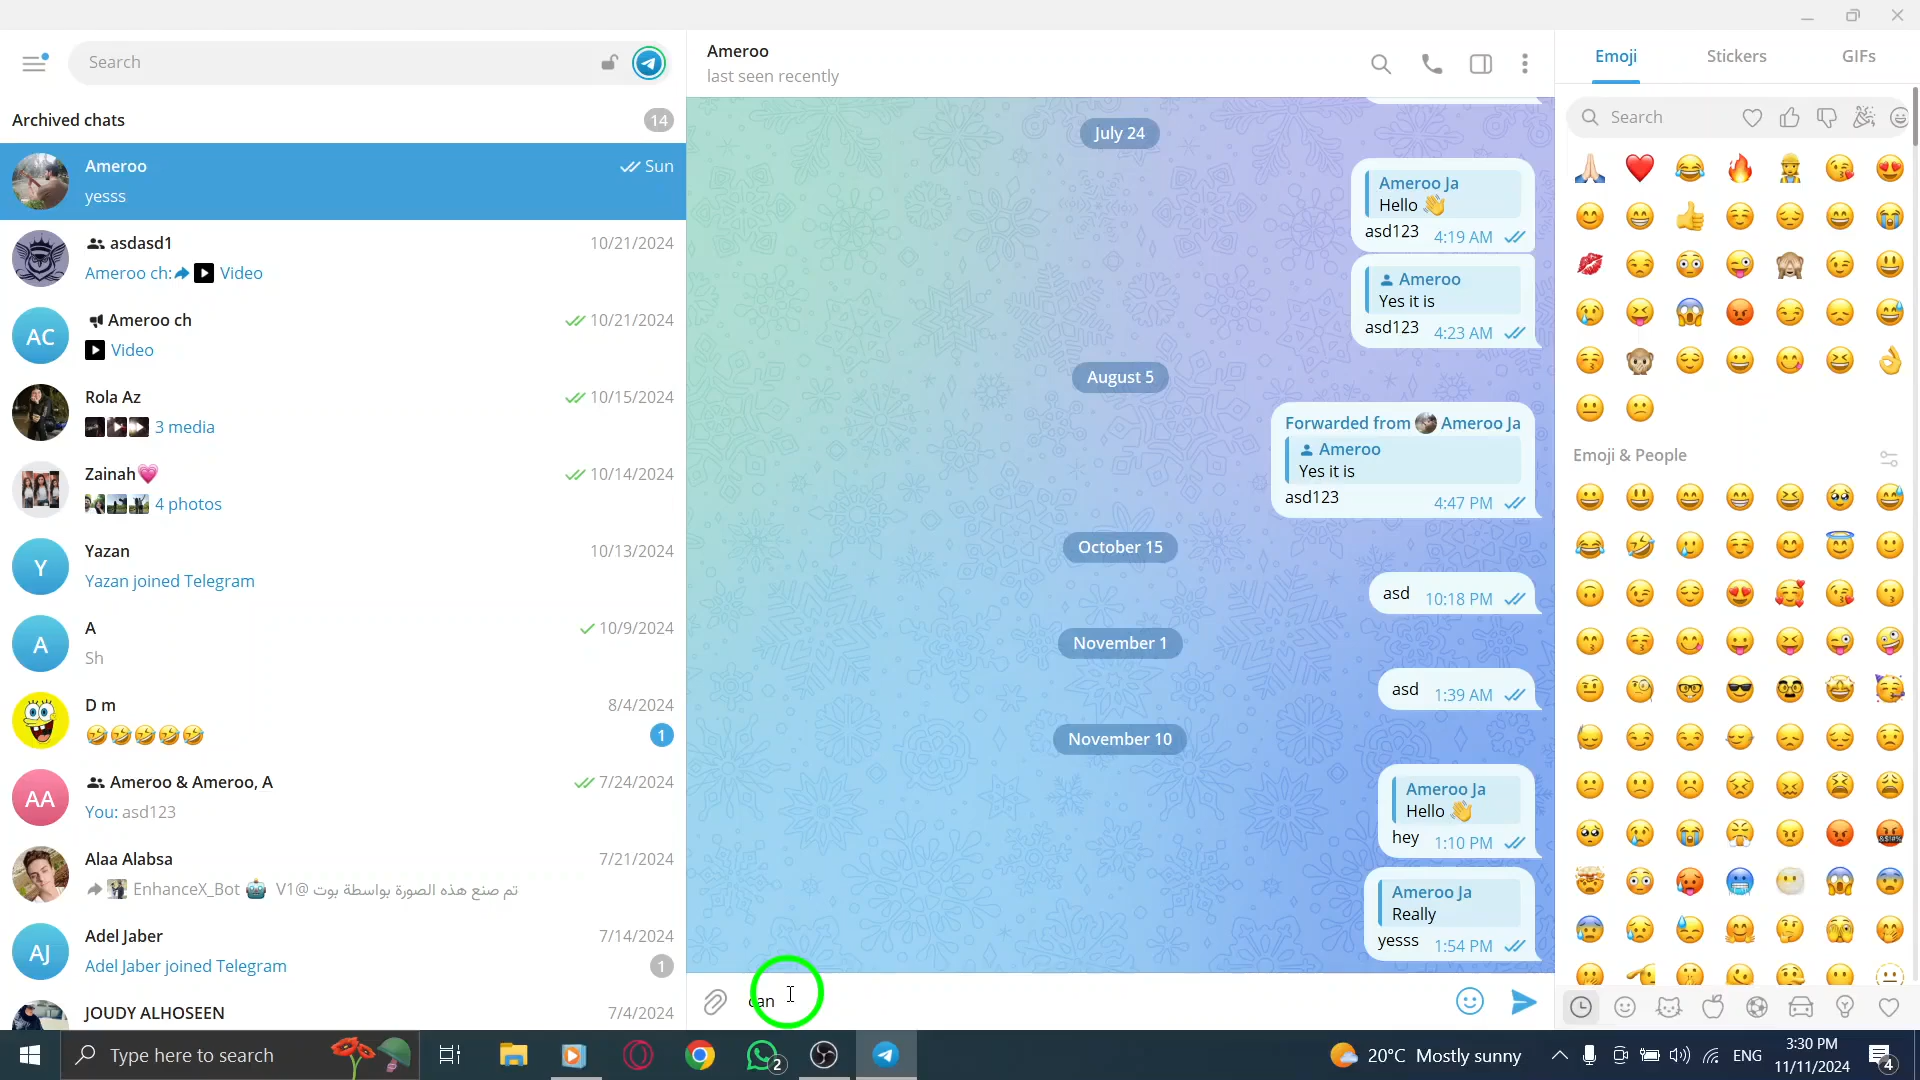 Search
Archived chats
14
Ameroo
Sun
yesss
asdasd1
10/21/2024
Ameroo ch: Video
Ameroo ch
10/21/2024
AC
Video
Rola Az
10/15/2024
3 media
Zainah
10/14/2024
4 photos
Yazan
10/13/2024
Y
Yazan joined Telegram
A
10/9/2024
A
Sh
D m
8/4/2024
🤣🤣🤣🤣🤣
1
Ameroo & Ameroo, A
7/24/2024
AA
You: asd123
Alaa Alabsa
7/21/2024
EnhanceX_Bot 🤖 V1@ تم صنع هذه الصورة بواسطة بوت
Adel Jaber
7/14/2024
AJ
Adel Jaber joined Telegram
1
JOUDY ALHOSEEN
7/4/2024
Ameroo
last seen recently
July 24
Ameroo Ja
Hello 👋
asd123 4:19 AM
Ameroo
Yes it is
asd123 4:23 AM
August 5
Forwarded from Ameroo Ja
Ameroo
Yes it is
asd123 4:47 PM
October 15
asd 10:18 PM
November 1
asd 1:39 AM
November 10
Ameroo Ja
Hello 👋
hey 1:10 PM
Ameroo Ja
Really
yesss 1:54 PM
can
Emoji
Stickers
GIFs
Search
Emoji & People
Type here to search
2
20°C Mostly sunny
ENG
3:30 PM
11/11/2024
4